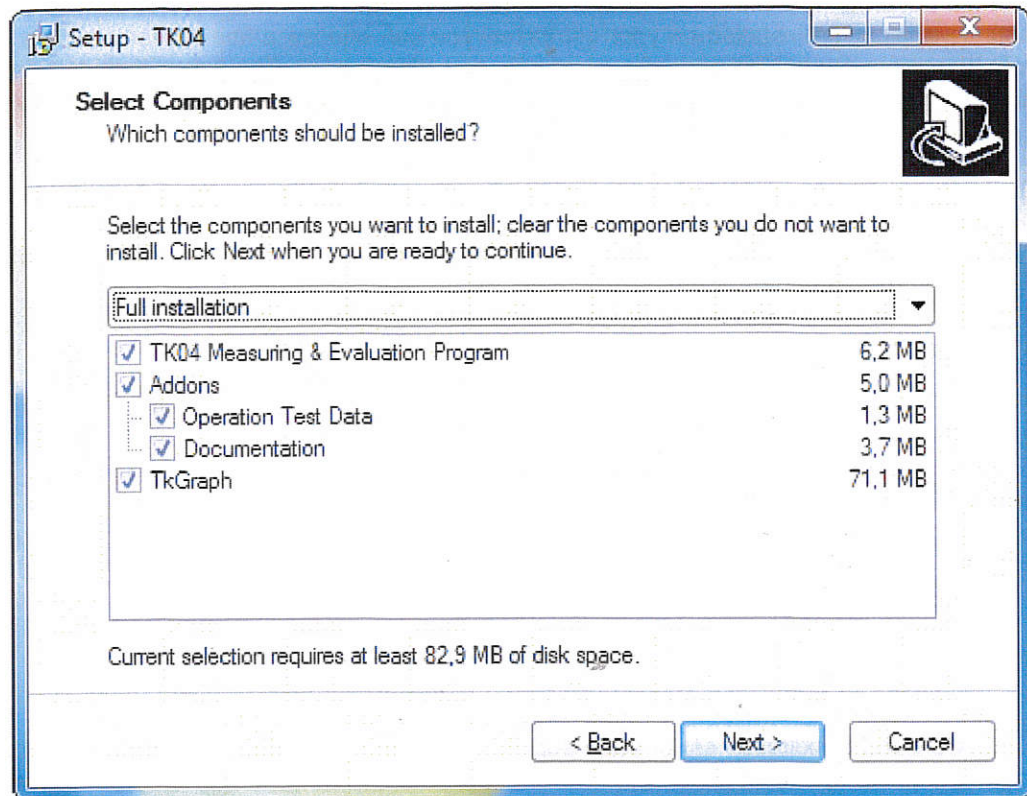 Setup - TK04
Select Components
Which components should be installed?
Select the components you want to install; clear the components you do not want to
install. Click Next when you are ready to continue.
Full installation
TK04 Measuring & Evaluation Program 6,2 MB
Addons 5,0 MB
Operation Test Data 1,3 MB
Documentation 3,7 MB
TkGraph 71,1 MB
Current selection requires at least 82,9 MB of disk space.
< Back Next > Cancel